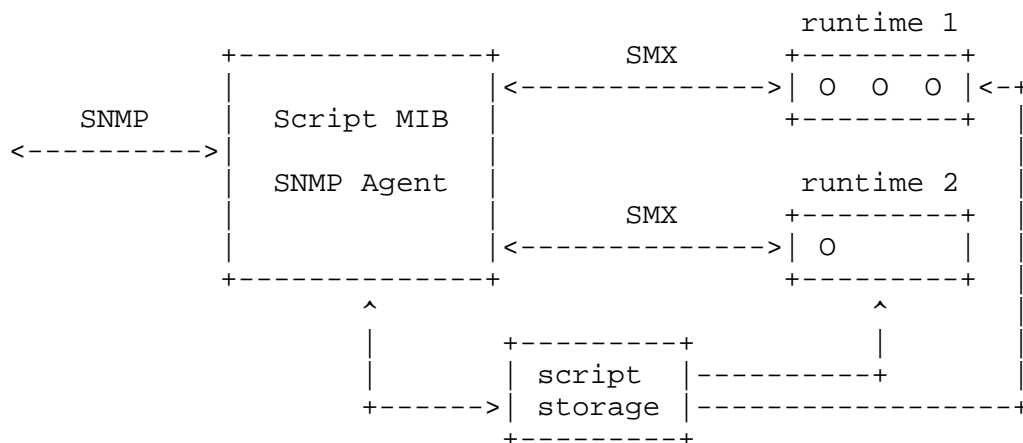 runtime 1
SMX
O O O
SNMP
Script MIB
SNMP Agent
runtime 2
SMX
O
script
storage